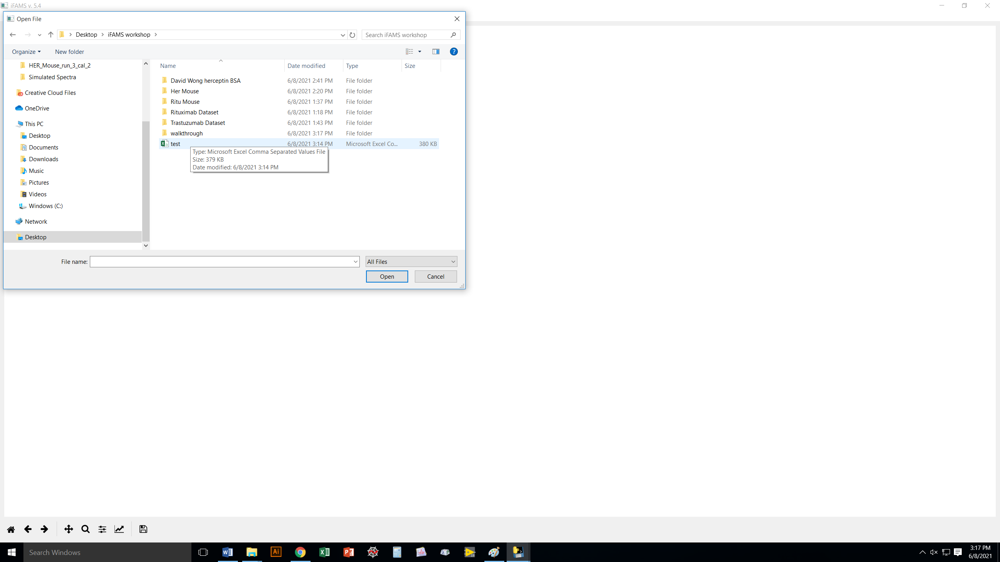 iFAMS v. 5.4
Open File
Desktop iFAMS workshop
Search iFAMS workshop
Organize New folder
HER_Mouse_run_3_cal_2
Simulated Spectra
Creative Cloud Files
OneDrive
This PC
Desktop
Documents
Downloads
Music
Pictures
Videos
Windows (C:)
Network
Desktop
Name Date modified Type Size
David Wong herceptin BSA 6/8/2021 2:41 PM File folder
Her Mouse 6/8/2021 2:20 PM File folder
Ritu Mouse 6/8/2021 1:37 PM File folder
Rituximab Dataset 6/8/2021 1:18 PM File folder
Trastuzumab Dataset 6/8/2021 1:43 PM File folder
walkthrough 6/8/2021 3:17 PM File folder
test 6/8/2021 3:14 PM Microsoft Excel Co... 380 KB
Type: Microsoft Excel Comma Separated Values File
Size: 379 KB
Date modified: 6/8/2021 3:14 PM
File name: All Files
Open Cancel
Search Windows
Ai
19
3:17 PM
6/8/2021